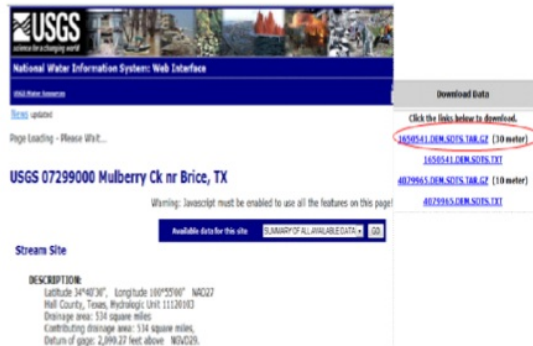 USGS
science for a changing world
National Water Information System: Web Interface
USGS Water Resources
News updated
Page Loading - Please Wait...
USGS 07299000 Mulberry Ck nr Brice, TX
Warning: Javascript must be enabled to use all the features on this page!
Available data for this site SUMMARY OF ALL AVAILABLE DATA GO
Stream Site
DESCRIPTION:
Latitude 34°40'30", Longitude 100°55'00" NAD27
Hall County, Texas, Hydrologic Unit 11120103
Drainage area: 534 square miles
Contributing drainage area: 534 square miles,
Datum of gage: 2,099.27 feet above NGVD29.
Download Data
Click the links below to download.
1650541.DEM.SDTS.TAR.GZ (30 meter)
1650541.DEM.SDTS.TXT
4029965.DEM.SDTS.TAR.GZ (10 meter)
4029965.DEM.SDTS.TXT